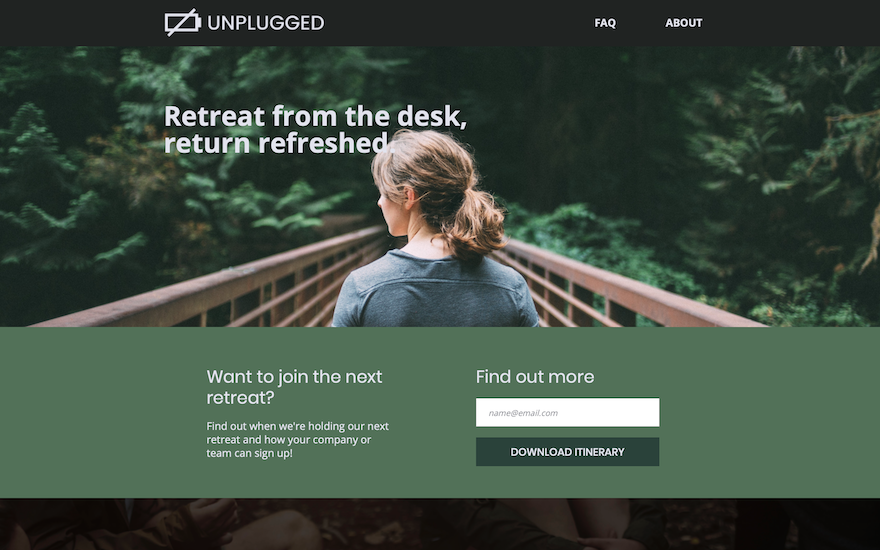 UNPLUGGED
FAQ
ABOUT
Retreat from the desk,
return refreshed.
Want to join the next
retreat?
Find out when we're holding our next
retreat and how your company or
team can sign up!
Find out more
name@email.com
DOWNLOAD ITINERARY